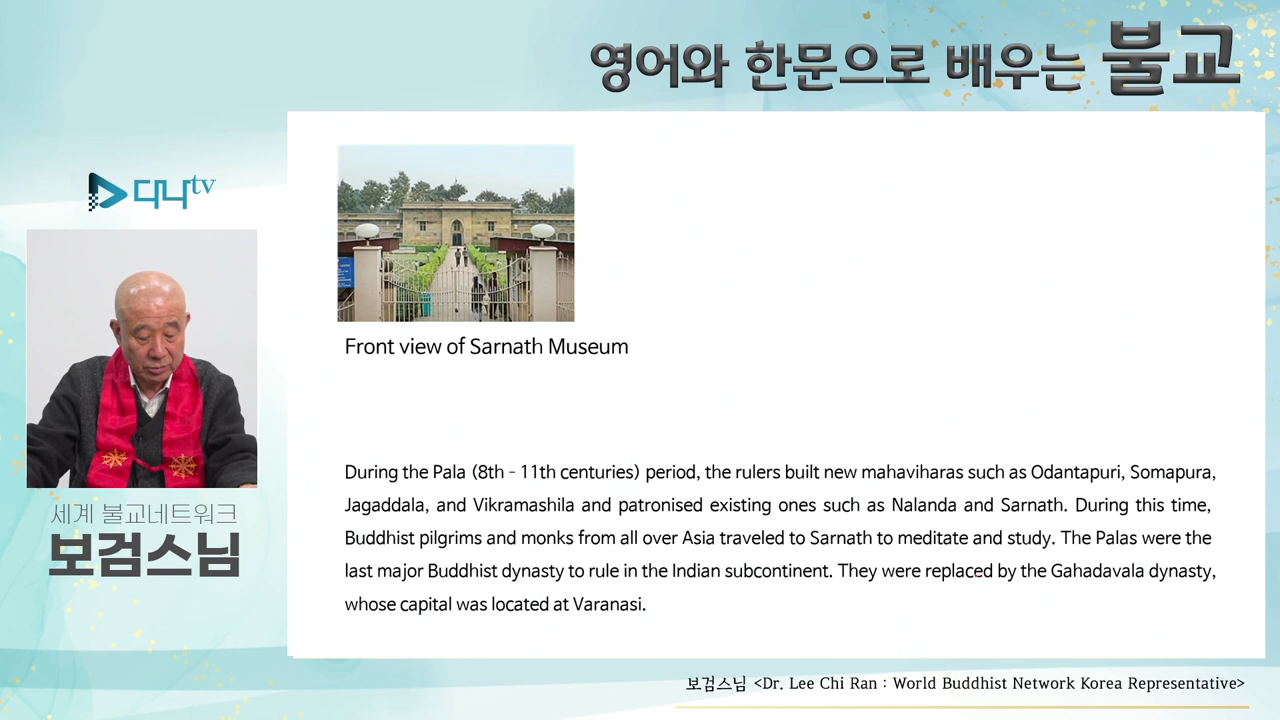 영어와 한문으로 배우는 불교
다나tv
Front view of Sarnath Museum
During the Pala (8th - 11th centuries) period, the rulers built new mahaviharas such as Odantapuri, Somapura,
Jagaddala, and Vikramashila and patronised existing ones such as Nalanda and Sarnath. During this time,
Buddhist pilgrims and monks from all over Asia traveled to Sarnath to meditate and study. The Palas were the
last major Buddhist dynasty to rule in the Indian subcontinent. They were replaced by the Gahadavala dynasty,
whose capital was located at Varanasi.
세계 불교네트워크
보검스님
보검스님 <Dr. Lee Chi Ran : World Buddhist Network Korea Representative>